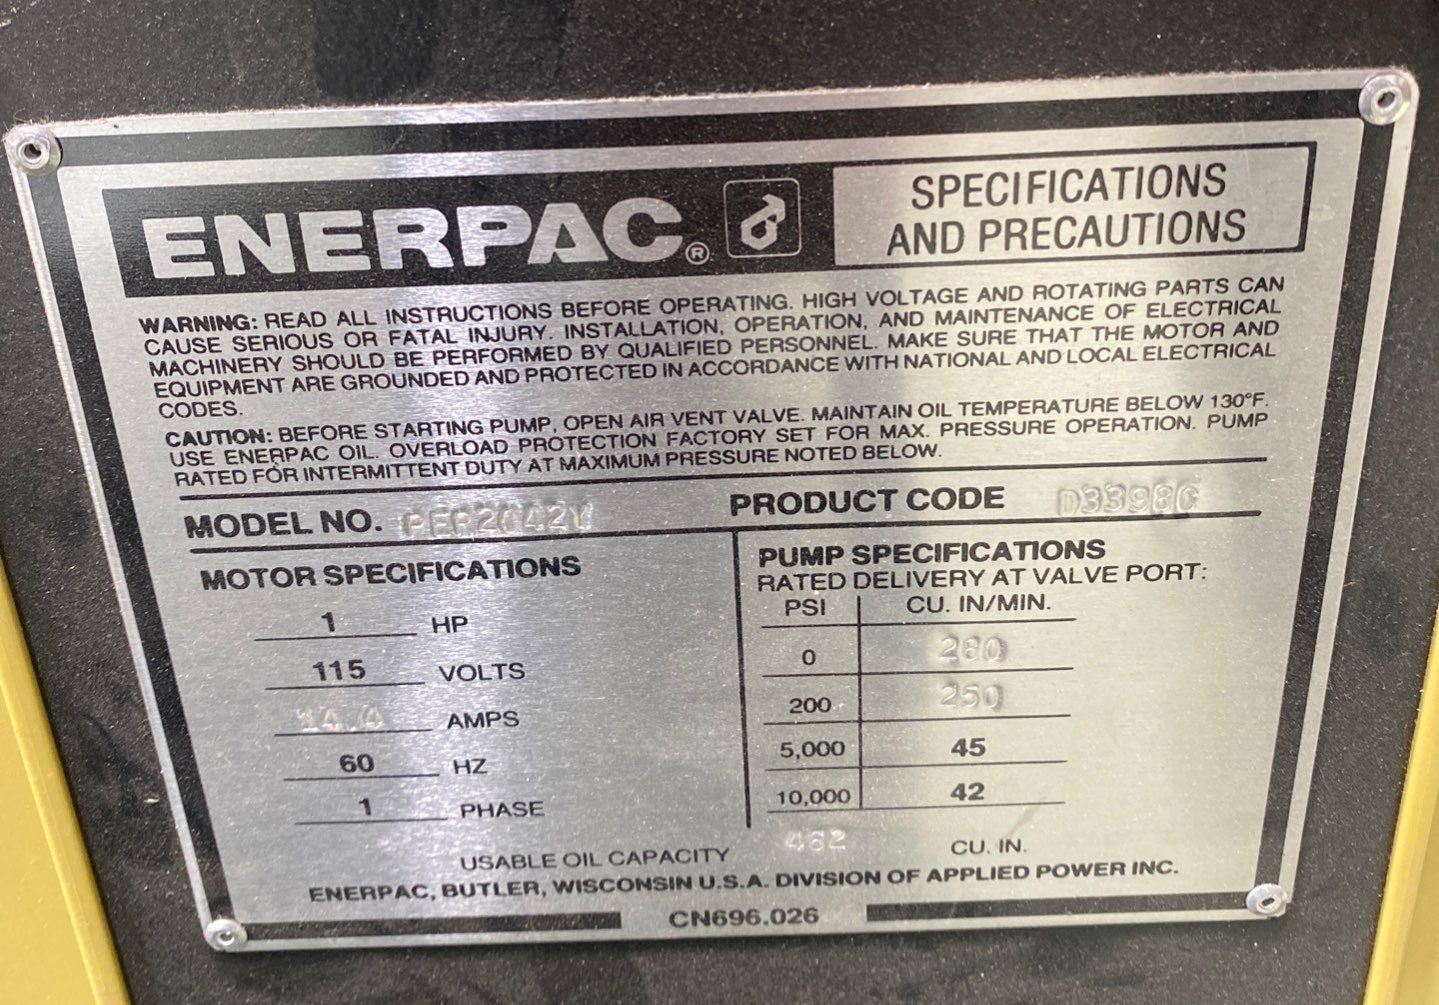 ENERPAC®
SPECIFICATIONS
AND PRECAUTIONS
WARNING: READ ALL INSTRUCTIONS BEFORE OPERATING. HIGH VOLTAGE AND ROTATING PARTS CAN
CAUSE SERIOUS OR FATAL INJURY. INSTALLATION, OPERATION, AND MAINTENANCE OF ELECTRICAL
MACHINERY SHOULD BE PERFORMED BY QUALIFIED PERSONNEL. MAKE SURE THAT THE MOTOR AND
EQUIPMENT ARE GROUNDED AND PROTECTED IN ACCORDANCE WITH NATIONAL AND LOCAL ELECTRICAL
CODES.
CAUTION: BEFORE STARTING PUMP, OPEN AIR VENT VALVE. MAINTAIN OIL TEMPERATURE BELOW 130°F.
USE ENERPAC OIL. OVERLOAD PROTECTION FACTORY SET FOR MAX. PRESSURE OPERATION. PUMP
RATED FOR INTERMITTENT DUTY AT MAXIMUM PRESSURE NOTED BELOW.
MODEL NO. PRODUCT CODE
MOTOR SPECIFICATIONS
1 HP
115 VOLTS
14.4 AMPS
60 HZ
1 PHASE
PUMP SPECIFICATIONS
RATED DELIVERY AT VALVE PORT:
PSI CU. IN/MIN.
0 280
200 250
5,000 45
10,000 42
USABLE OIL CAPACITY 462 CU. IN.
ENERPAC, BUTLER, WISCONSIN U.S.A. DIVISION OF APPLIED POWER INC.
CN696.026